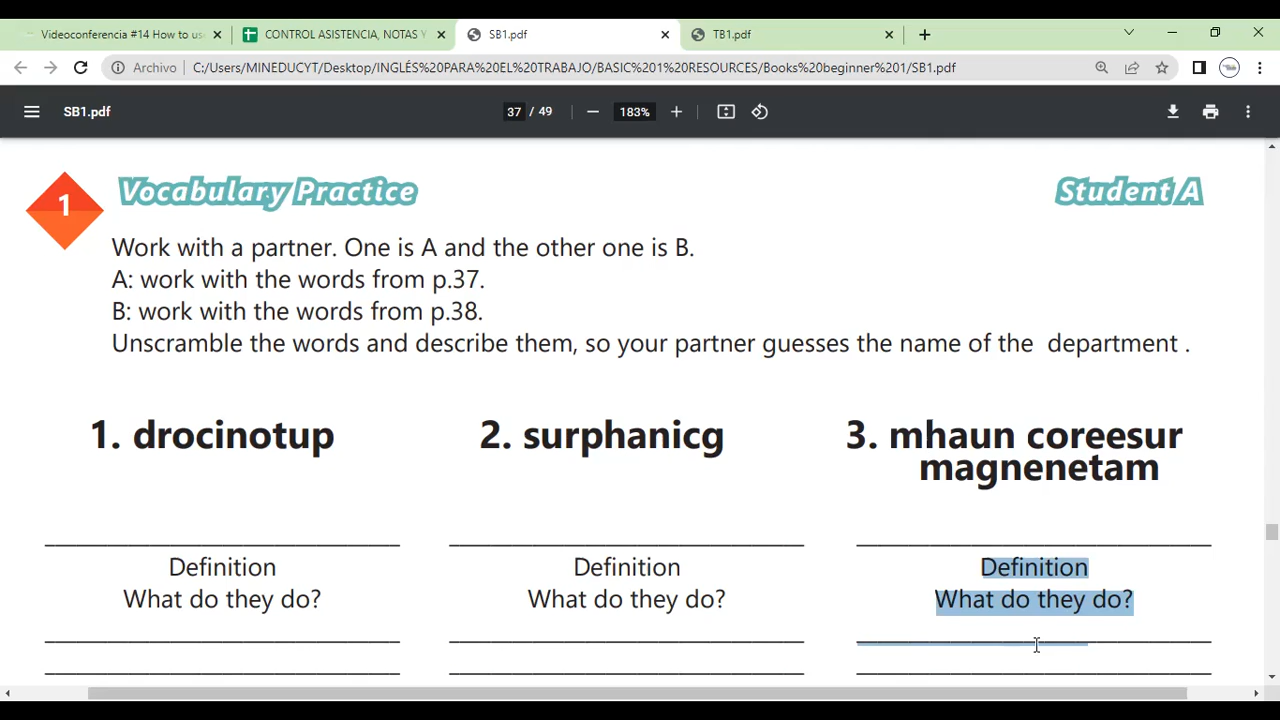 Videoconferencia #14 How to us
CONTROL ASISTENCIA, NOTAS Y
SB1.pdf
TB1.pdf
Archivo
C:/Users/MINEDUCYT/Desktop/INGLÉS%20PARA%20EL%20TRABAJO/BASIC%201%20RESOURCES/Books%20beginner%201/SB1.pdf
SB1.pdf
37 / 49
183%
1
Vocabulary Practice
Student A
Work with a partner. One is A and the other one is B.
A: work with the words from p.37.
B: work with the words from p.38.
Unscramble the words and describe them, so your partner guesses the name of the department .
1. drocinotup
2. surphanicg
3. mhaun coreesur
magnenetam
Definition
What do they do?
Definition
What do they do?
Definition
What do they do?